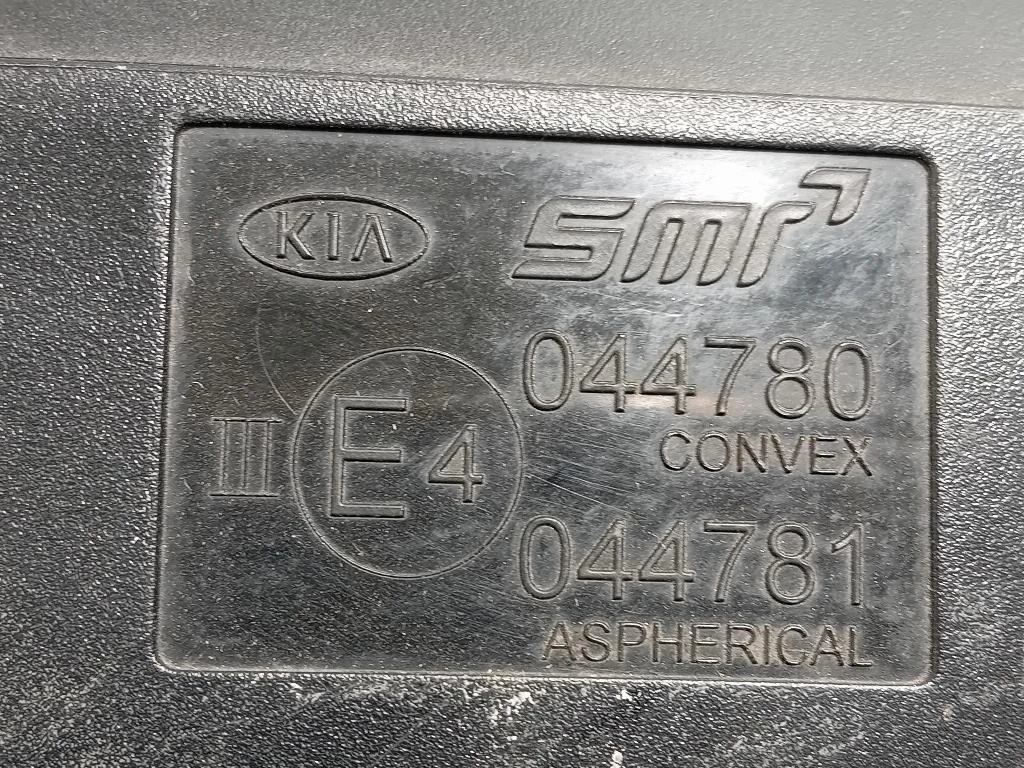 KIA smr
044780
CONVEX
III E4
044781
ASPHERICAL